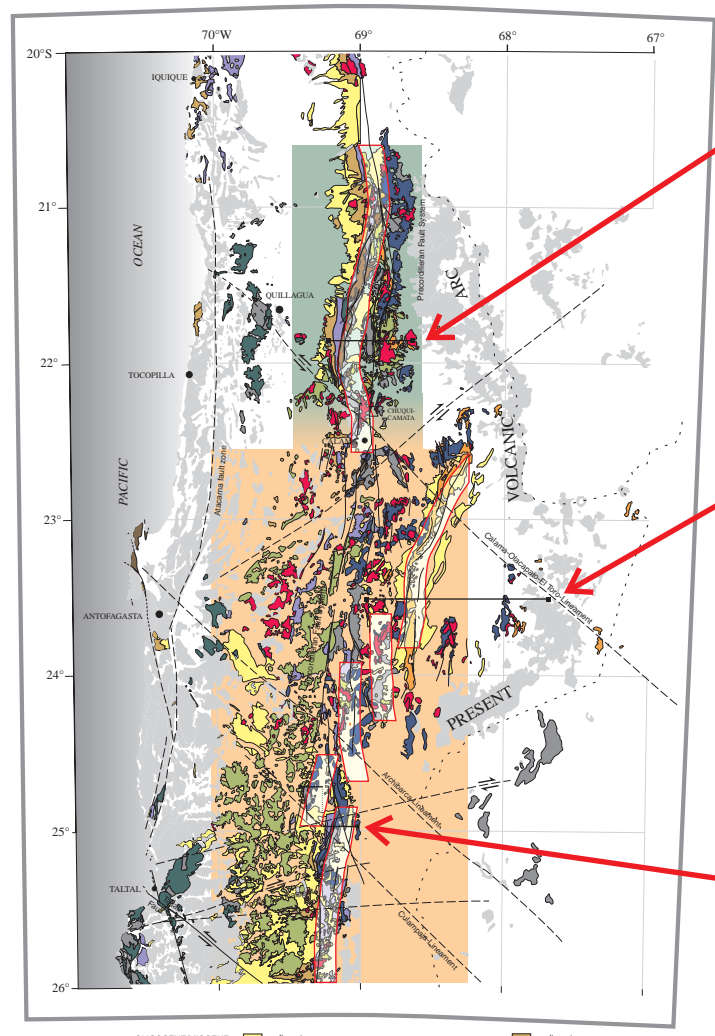 70°W
69°
68°
67°
20°S
IQUIQUE
21°
OCEAN
Precordilleran Fault System
ARC
QUILLAGUA
22°
TOCOPILLA
CHUQUI-
CAMATA
VOLCANIC
PACIFIC
Atacama fault zone
23°
Calama-Olacapato-El Toro-Lineament
ANTOFAGASTA
24°
PRESENT
Archibarca-Lineament
25°
TALTAL
Culampaja-Lineament
26°